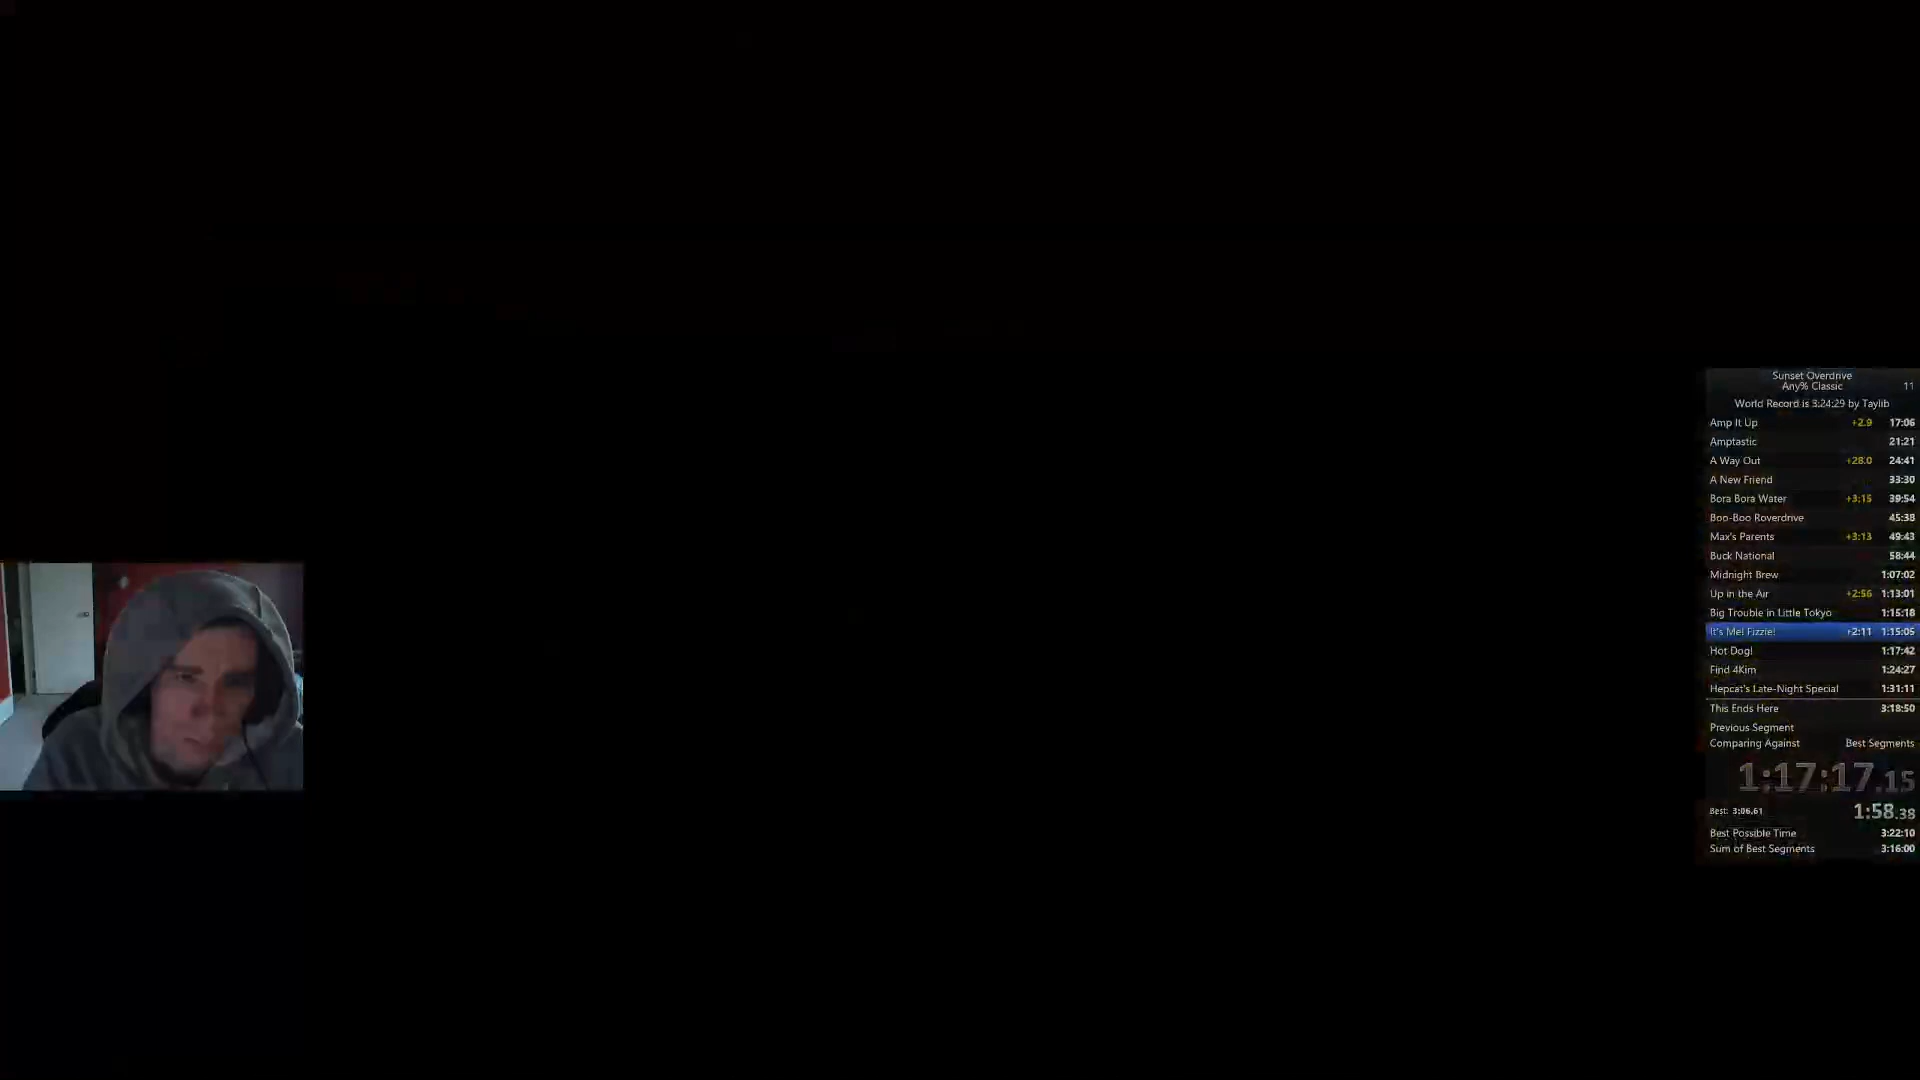 Sunset Overdrive
Any% Classic 11
World Record is 3:24:29 by Taylib
Amp It Up +2.9 17:06
Amptastic 21:21
A Way Out +28.0 24:41
A New Friend 33:30
Bora Bora Water +3:15 39:54
Boo-Boo Roverdrive 45:38
Max's Parents +3:13 49:43
Buck National 58:44
Midnight Brew 1:07:02
Up in the Air +2:56 1:13:01
Big Trouble in Little Tokyo 1:15:18
It's Me! Fizzie! +2:11 1:15:05
Hot Dog! 1:17:42
Find 4Kim 1:24:27
Hepcat's Late-Night Special 1:31:11
This Ends Here 3:18:50
Previous Segment
Comparing Against Best Segments
1:17:17.15
Best: 3:06.61 1:58.38
Best Possible Time 3:22:10
Sum of Best Segments 3:16:00